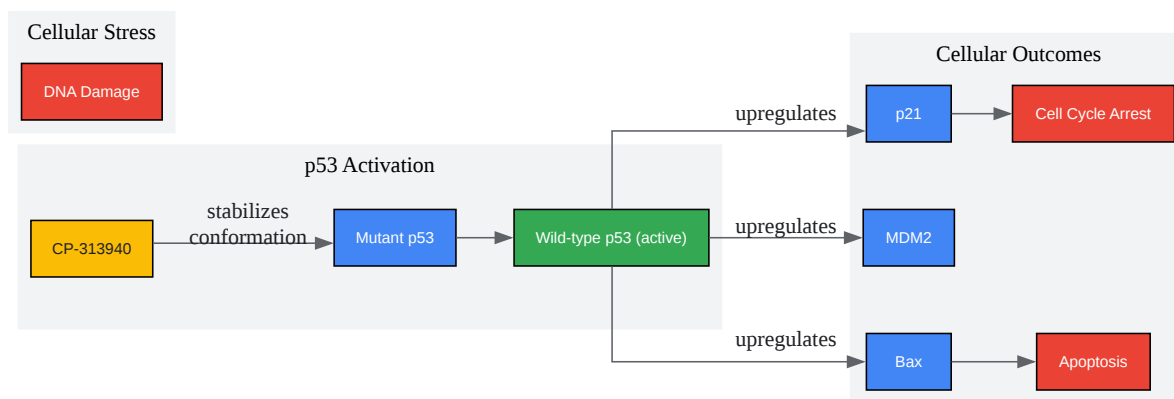 Cellular Stress
DNA Damage
p53 Activation
CP-313940
stabilizes
conformation
Mutant p53
Wild-type p53 (active)
upregulates
upregulates
upregulates
Cellular Outcomes
p21
Cell Cycle Arrest
MDM2
Bax
Apoptosis